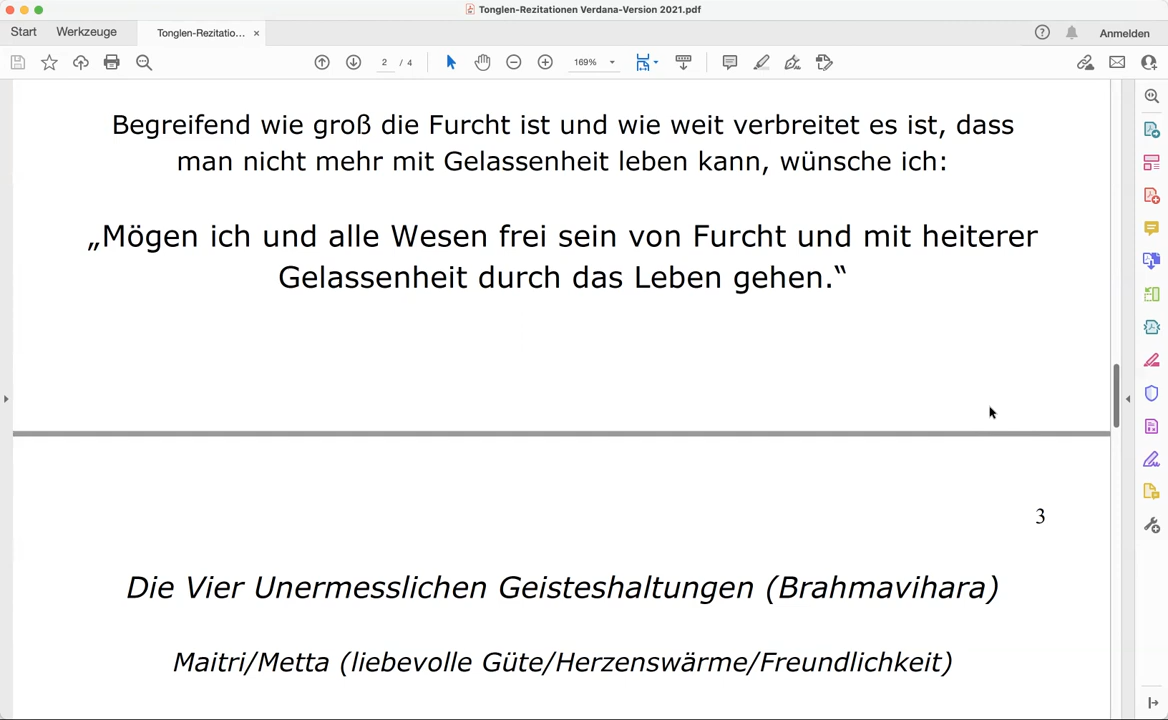 Tonglen-Rezitationen Verdana-Version 2021.pdf
Start Werkzeuge Tonglen-Rezitatio... × Anmelden
2 / 4 169%
Begreifend wie groß die Furcht ist und wie weit verbreitet es ist, dass
man nicht mehr mit Gelassenheit leben kann, wünsche ich:
„Mögen ich und alle Wesen frei sein von Furcht und mit heiterer
Gelassenheit durch das Leben gehen.“
3
Die Vier Unermesslichen Geisteshaltungen (Brahmavihara)
Maitri/Metta (liebevolle Güte/Herzenswärme/Freundlichkeit)